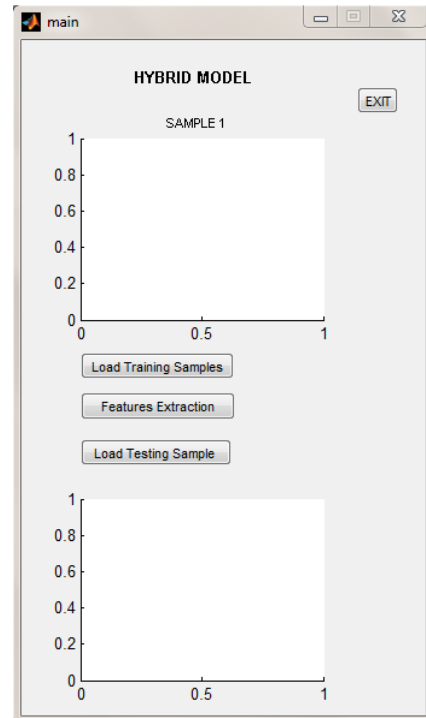 main
HYBRID MODEL
EXIT
SAMPLE 1
1
0.8
0.6
0.4
0.2
0
0 0.5 1
Load Training Samples
Features Extraction
Load Testing Sample
1
0.8
0.6
0.4
0.2
0
0 0.5 1